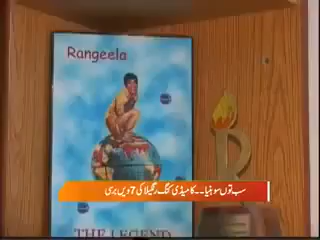 Rangeela
سب توں سوہنیا۔۔کامیڈی کنگ رنگیلا کی 7ویں برسی
THE LEGEND